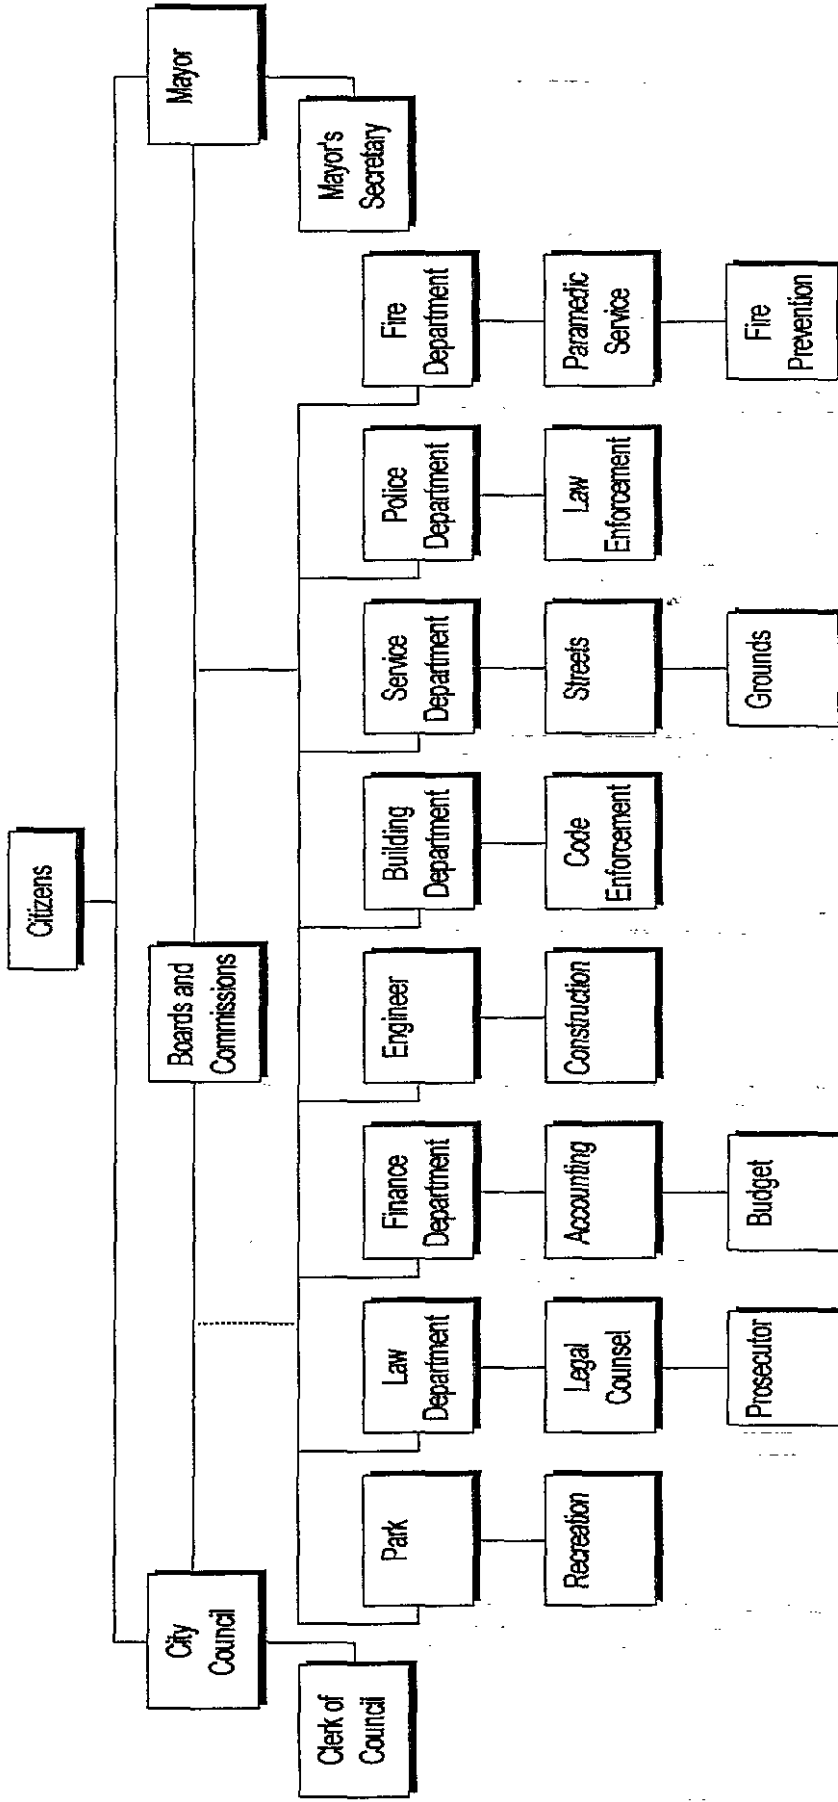 Citizens
City
Council
Boards and
Commissions
Mayor
Clerk of
Council
Mayor's
Secretary
Park
Law
Department
Finance
Department
Engineer
Building
Department
Service
Department
Police
Department
Fire
Department
Recreation
Legal
Counsel
Accounting
Construction
Code
Enforcement
Streets
Law
Enforcement
Paramedic
Service
Prosecutor
Budget
Grounds
Fire
Prevention